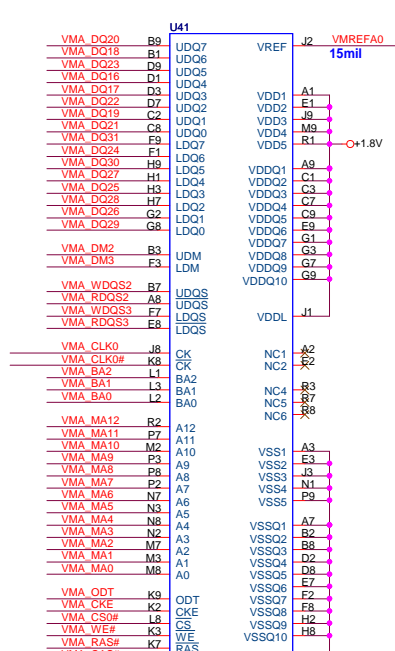 U41
VMA_DQ20 B9 UDQ7 VREF J2 VMREFA0
VMA_DQ18 B1 UDQ6 15mil
VMA_DQ23 D9 UDQ5
VMA_DQ16 D1 UDQ4
VMA_DQ17 D3 UDQ3 VDD1 A1
VMA_DQ22 D7 UDQ2 VDD2 E1
VMA_DQ19 C2 UDQ1 VDD3 J9
VMA_DQ21 C8 UDQ0 VDD4 M9
VMA_DQ31 F9 LDQ7 VDD5 R1 +1.8V
VMA_DQ24 F1 LDQ6
VMA_DQ30 H9 LDQ5 VDDQ1 A9
VMA_DQ27 H1 LDQ4 VDDQ2 C1
VMA_DQ25 H3 LDQ3 VDDQ3 C3
VMA_DQ28 H7 LDQ2 VDDQ4 C7
VMA_DQ26 G2 LDQ1 VDDQ5 C9
VMA_DQ29 G8 LDQ0 VDDQ6 E9
VDDQ7 G1
VMA_DM2 B3 UDM VDDQ8 G3
VMA_DM3 F3 LDM VDDQ9 G7
VDDQ10 G9
VMA_WDQS2 B7 UDQS
VMA_RDQS2 A8 UDQS
VMA_WDQS3 F7 LDQS VDDL J1
VMA_RDQS3 E8 LDQS
VMA_CLK0 J8 CK NC1 A2
VMA_CLK0# K8 CK NC2 E2
VMA_BA2 L1 BA2
VMA_BA1 L3 BA1 NC4 R3
VMA_BA0 L2 BA0 NC5 R7
NC6 R8
VMA_MA12 R2 A12
VMA_MA11 P7 A11
VMA_MA10 M2 A10 VSS1 A3
VMA_MA9 P3 A9 VSS2 E3
VMA_MA8 P8 A8 VSS3 J3
VMA_MA7 P2 A7 VSS4 N1
VMA_MA6 N7 A6 VSS5 P9
VMA_MA5 N3 A5
VMA_MA4 N8 A4 VSSQ1 A7
VMA_MA3 N2 A3 VSSQ2 B2
VMA_MA2 M7 A2 VSSQ3 B8
VMA_MA1 M3 A1 VSSQ4 D2
VMA_MA0 M8 A0 VSSQ5 D8
VSSQ6 E7
VMA_ODT K9 ODT VSSQ7 F2
VMA_CKE K2 CKE VSSQ8 F8
VMA_CS0# L8 CS VSSQ9 H2
VMA_WE# K3 WE VSSQ10 H8
VMA_RAS# K7 RAS